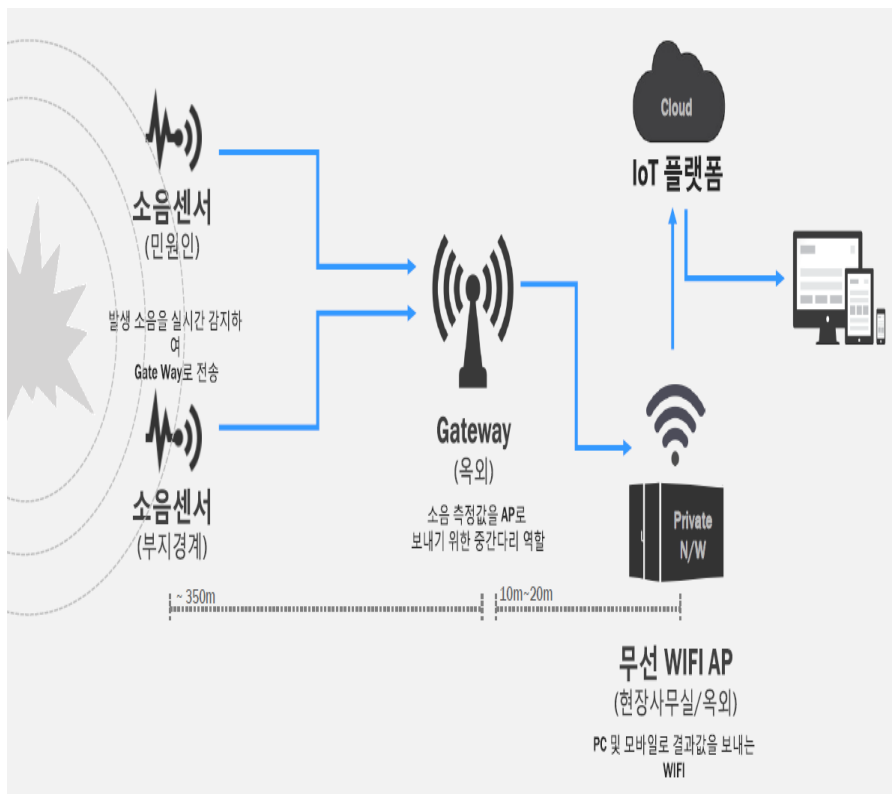 소음센서
(민원인)
발생 소음을 실시간 감지하
여
Gate Way로 전송
소음센서
(부지경계)
Gateway
(옥외)
소음 측정값을 AP로
보내기 위한 중간다리 역할
Cloud
IoT 플랫폼
Private
N/W
~ 350m
10m~20m
무선 WIFI AP
(현장사무실/옥외)
PC 및 모바일로 결과값을 보내는
WIFI